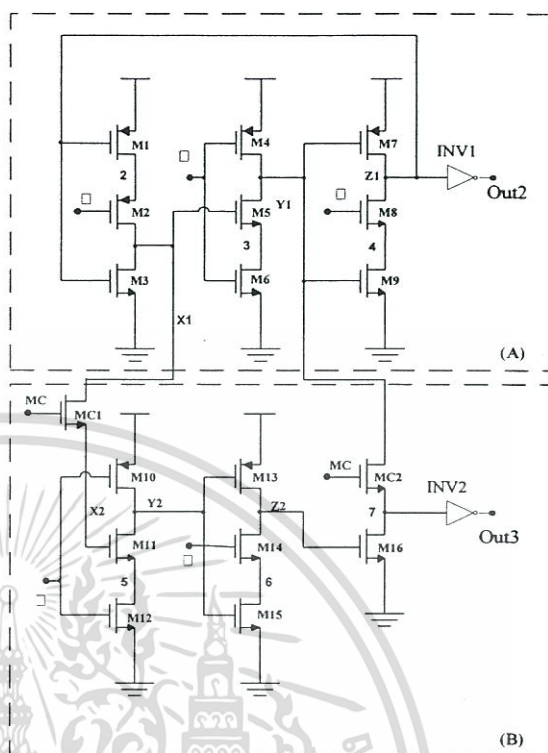 M1
M4
M7
INV1
2
□
Z1
Out2
□
M2
Y1
□
M5
M8
3
4
M3
M6
M9
X1
(A)
MC
MC1
M10
M13
MC
MC2
INV2
X2
Y2
Z2
7
Out3
M11
M14
M16
□
5
6
□
M12
M15
(B)